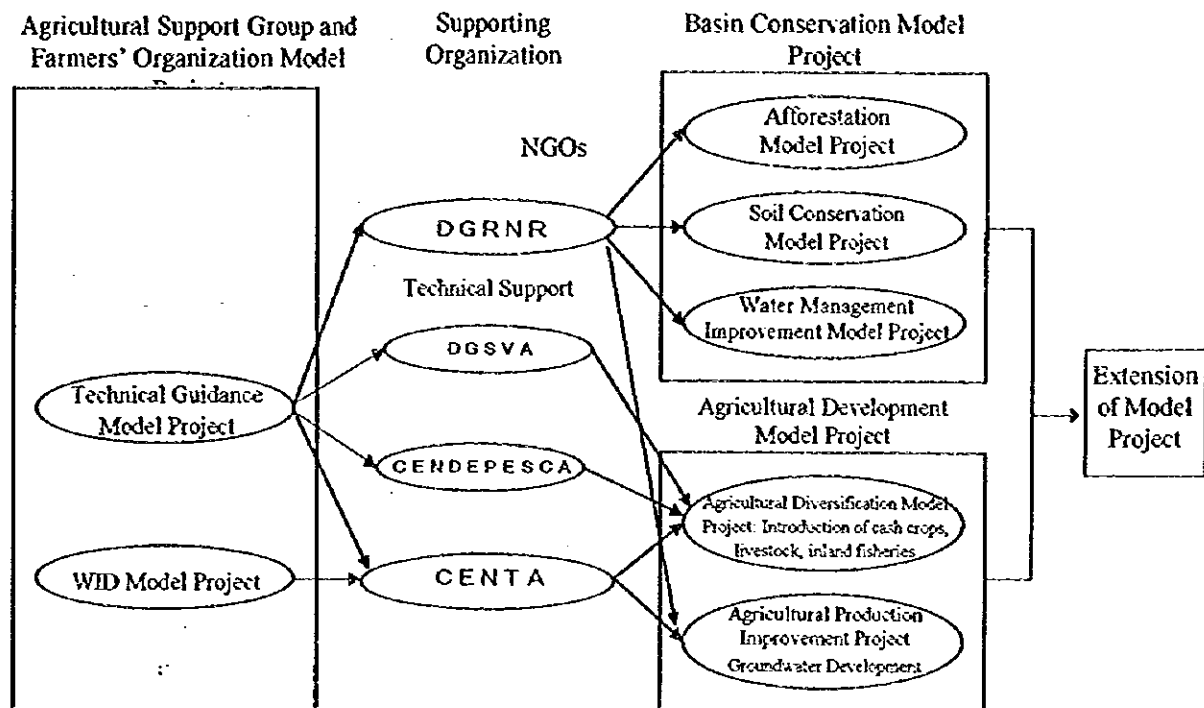 Agricultural Support Group and
Farmers' Organization Model
Supporting
Organization
Basin Conservation Model
Project
NGOs
Afforestation
Model Project
DGRNR
Soil Conservation
Model Project
Technical Support
Water Management
Improvement Model Project
DGSVA
Technical Guidance
Model Project
Extension
of Model
Project
Agricultural Development
Model Project
CENDEPESCA
Agricultural Diversification Model
Project: Introduction of cash crops,
livestock, inland fisheries
WID Model Project
CENTA
Agricultural Production
Improvement Project
Groundwater Development